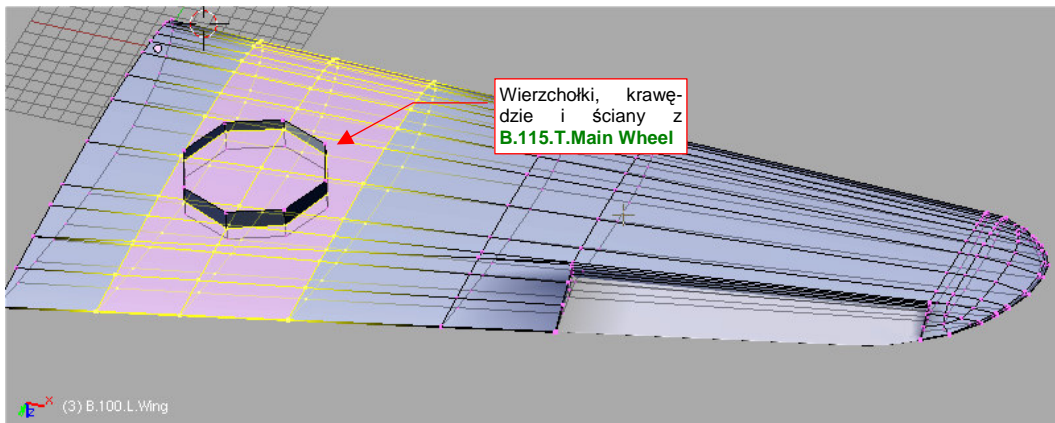 Wierzchołki, krawę-
dzie i ściany z
B.115.T.Main Wheel
x
z
(3) B.100.L.Wing